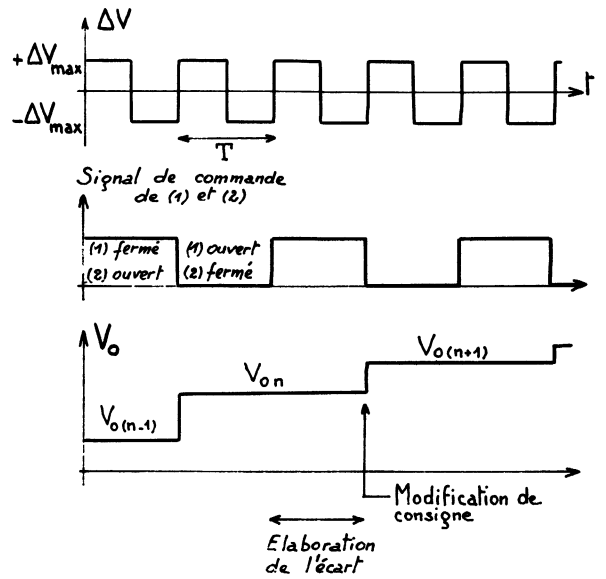 ΔV
+ΔVmax
t
-ΔVmax
T
Signal de commande
de (1) et (2)
(1) fermé
(2) ouvert
(1) ouvert
(2) fermé
Vo
Vo(n-1)
Von
Vo(n+1)
Modification de
consigne
Elaboration
de l'écart